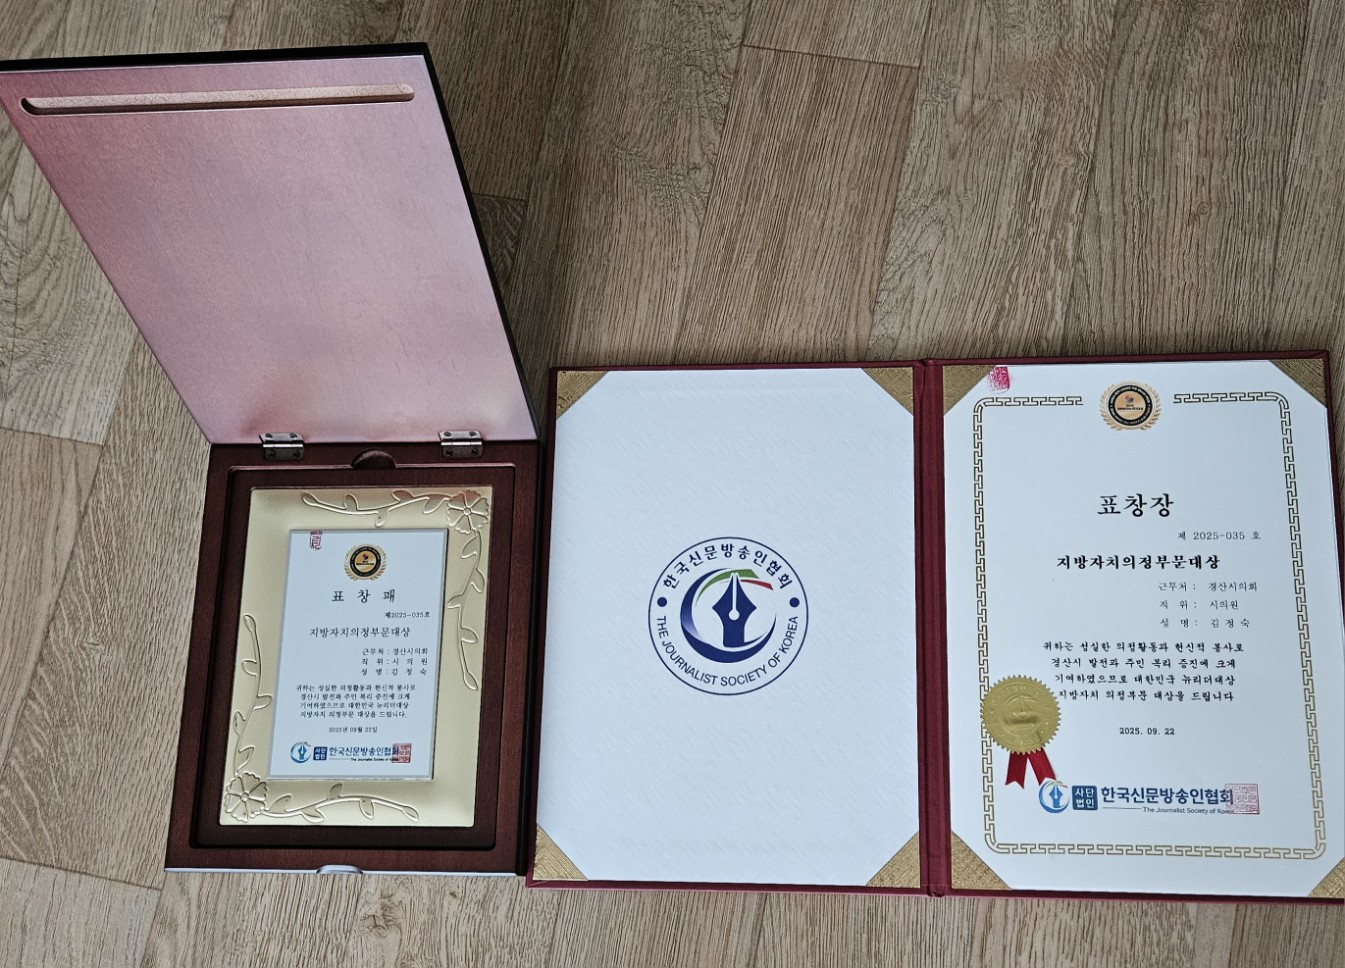 표 창 패
제2025-035호
지방자치의정부문대상
근무처 : 경산시의회
직 위 : 시 의 원
성 명 : 김 정 숙
귀하는 성실한 의정활동과 헌신적 봉사로
경산시 발전과 주민 복리 증진에 크게
기여하였으므로 대한민국 뉴리더대상
지방자치 의정부문 대상을 드립니다.
2025년 09월 22일
사단법인 한국신문방송인협회
The Journalist Society of Korea
한국신문방송인협회
THE JOURNALIST SOCIETY OF KOREA
표창장
제 2025-035 호
지방자치의정부문대상
근무처 : 경산시의회
직 위 : 시의원
성 명 : 김정숙
귀하는 성실한 의정활동과 헌신적 봉사로
경산시 발전과 주민 복리 증진에 크게
기여하였으므로 대한민국 뉴리더대상
지방자치 의정부문 대상을 드립니다
2025. 09. 22
사단법인 한국신문방송인협회
The Journalist Society of Korea